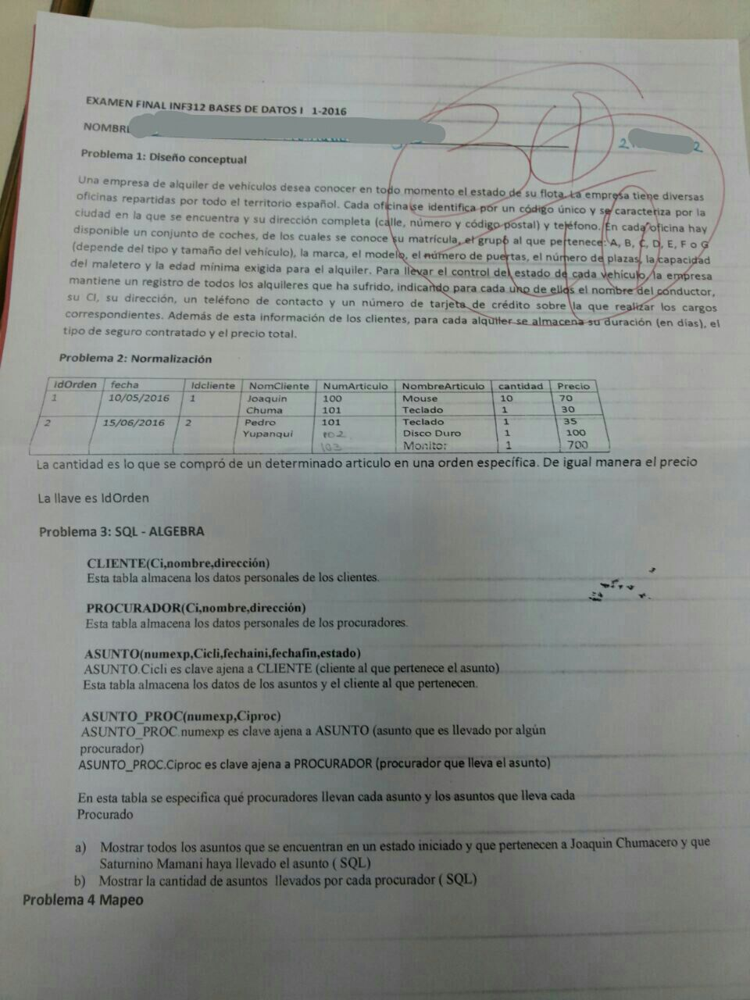 EXAMEN FINAL INF312 BASES DE DATOS I 1-2016
NOMBRE
2 2
Problema 1: Diseño conceptual
Una empresa de alquiler de vehículos desea conocer en todo momento el estado de su flota. La empresa tiene diversas
oficinas repartidas por todo el territorio español. Cada oficina se identifica por un código único y se caracteriza por la
ciudad en la que se encuentra y su dirección completa (calle, número y código postal) y teléfono. En cada oficina hay
disponible un conjunto de coches, de los cuales se conoce su matrícula, el grupo al que pertenece: A, B, C, D, E, F o G
(depende del tipo y tamaño del vehículo), la marca, el modelo, el número de puertas, el número de plazas, la capacidad
del maletero y la edad mínima exigida para el alquiler. Para llevar el control del estado de cada vehículo, la empresa
mantiene un registro de todos los alquileres que ha sufrido, indicando para cada uno de ellos el nombre del conductor,
su CI, su dirección, un teléfono de contacto y un número de tarjeta de crédito sobre la que realizar los cargos
correspondientes. Además de esta información de los clientes, para cada alquiler se almacena su duración (en días), el
tipo de seguro contratado y el precio total.
Problema 2: Normalización
IdOrden fecha Idcliente NomCliente NumArticulo NombreArticulo cantidad Precio
1 10/05/2016 1 Joaquin 100 Mouse 10 70
Chuma 101 Teclado 1 30
2 15/06/2016 2 Pedro 101 Teclado 1 35
Yupanqui 102 Disco Duro 1 100
103 Monitor 1 700
La cantidad es lo que se compró de un determinado articulo en una orden específica. De igual manera el precio
La llave es IdOrden
Problema 3: SQL - ALGEBRA
CLIENTE(Ci,nombre,dirección)
Esta tabla almacena los datos personales de los clientes.
PROCURADOR(Ci,nombre,dirección)
Esta tabla almacena los datos personales de los procuradores.
ASUNTO(numexp,Cicli,fechaini,fechafin,estado)
ASUNTO.Cicli es clave ajena a CLIENTE (cliente al que pertenece el asunto)
Esta tabla almacena los datos de los asuntos y el cliente al que pertenecen.
ASUNTO_PROC(numexp,Ciproc)
ASUNTO_PROC.numexp es clave ajena a ASUNTO (asunto que es llevado por algún
procurador)
ASUNTO_PROC.Ciproc es clave ajena a PROCURADOR (procurador que lleva el asunto)
En esta tabla se especifica qué procuradores llevan cada asunto y los asuntos que lleva cada
Procurado
a) Mostrar todos los asuntos que se encuentran en un estado iniciado y que pertenecen a Joaquin Chumacero y que
Saturnino Mamani haya llevado el asunto ( SQL)
b) Mostrar la cantidad de asuntos llevados por cada procurador ( SQL)
Problema 4 Mapeo